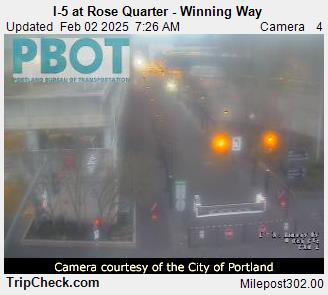 I-5 at Rose Quarter - Winning Way
Updated  Feb 02 2025  7:26 AM  Camera  4
PBOT
PORTLAND BUREAU OF TRANSPORTATION
Camera courtesy of the City of Portland
TripCheck.com  Milepost302.00